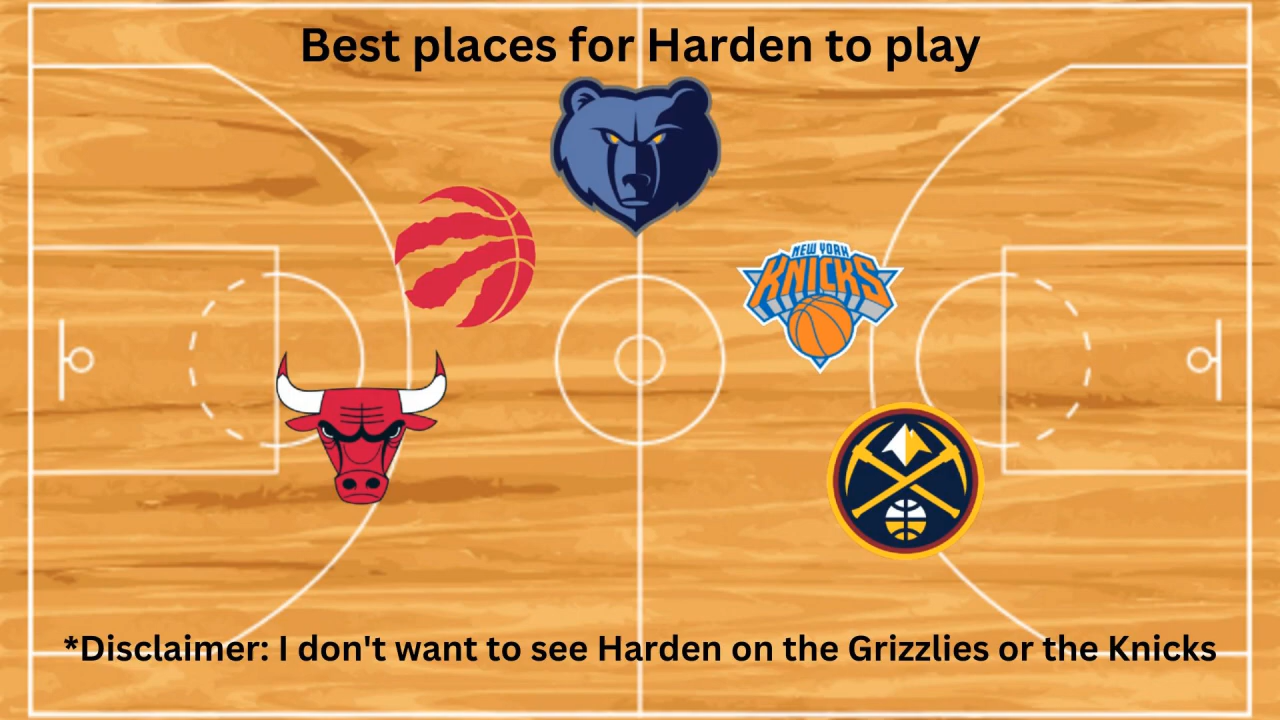 Best places for Harden to play
NEW YORK
KNICKS
*Disclaimer: I don't want to see Harden on the Grizzlies or the Knicks